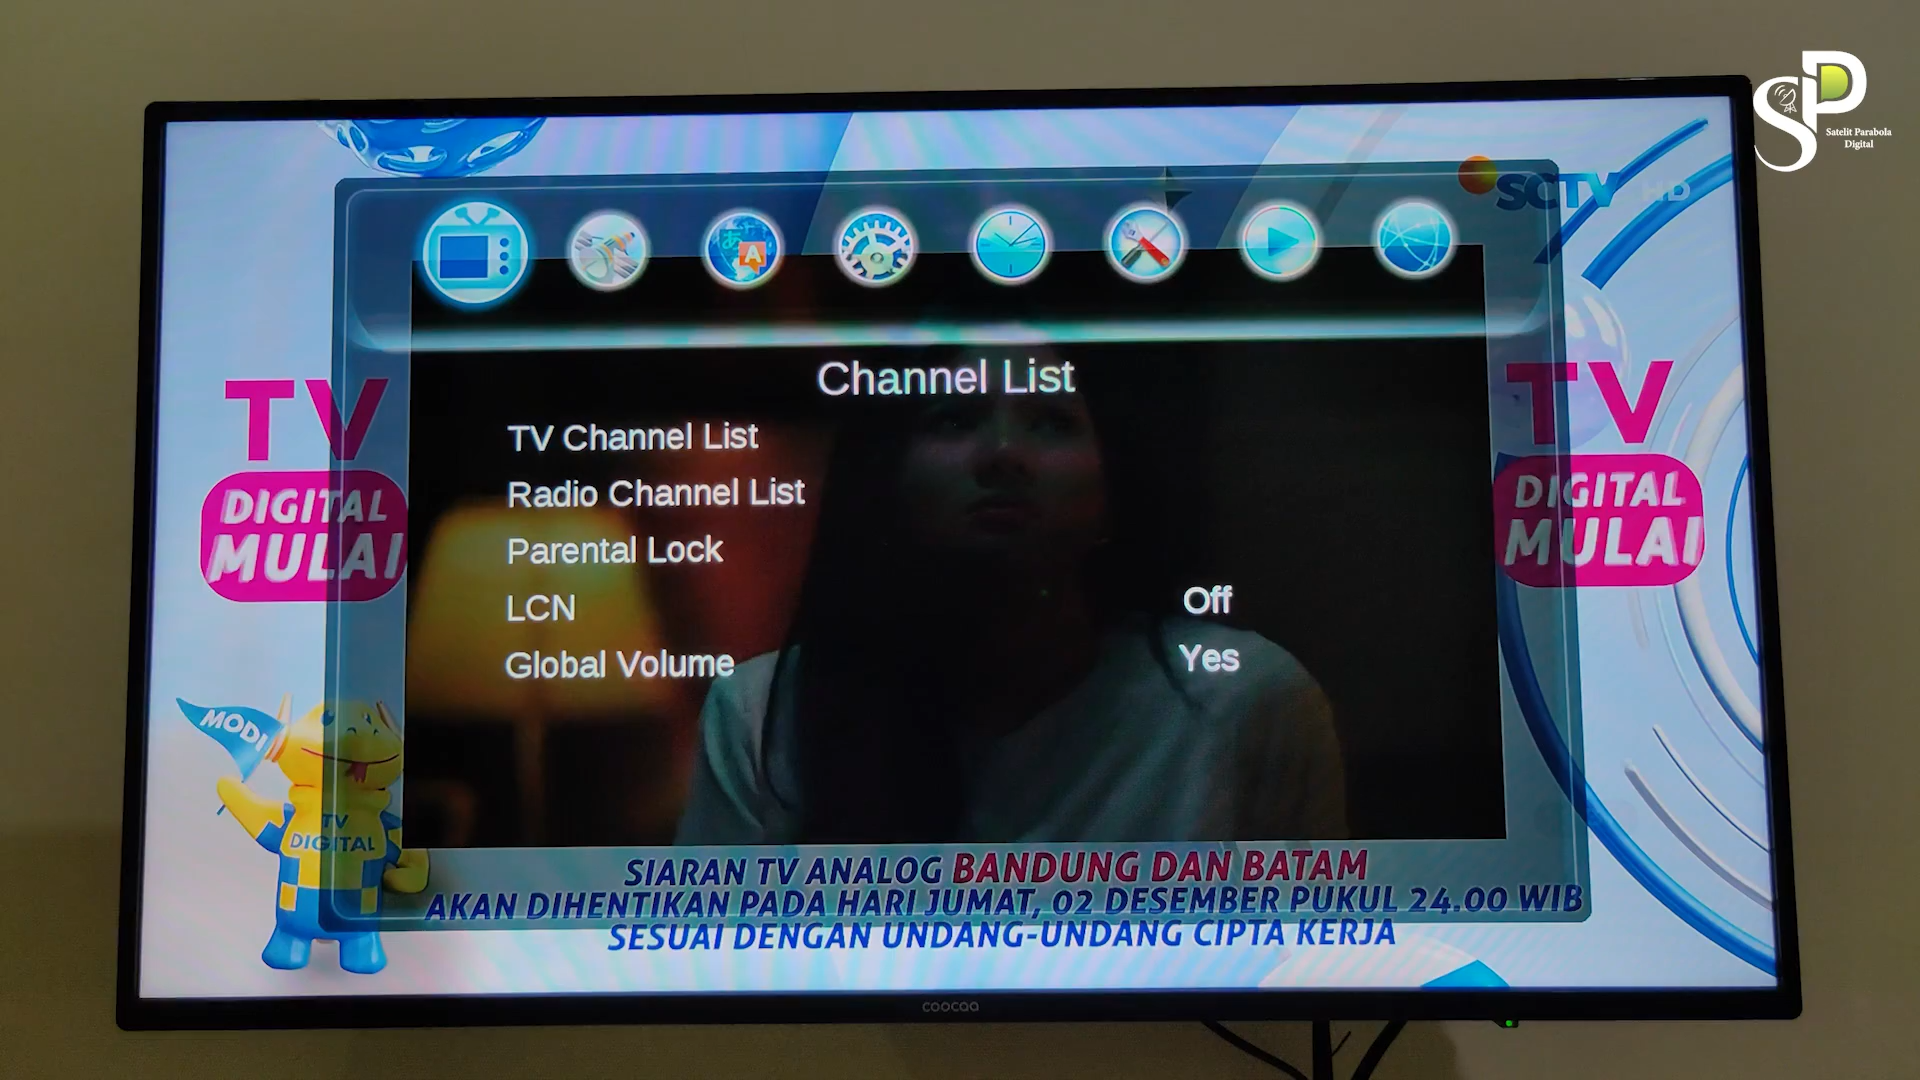 SP
Satelit Parabola
Digital
SCTV HD
Channel List
TV Channel List
Radio Channel List
Parental Lock
LCN Off
Global Volume Yes
TV
DIGITAL
MULAI
TV
DIGITAL
MULAI
MODI
TV
DIGITAL
SIARAN TV ANALOG BANDUNG DAN BATAM
AKAN DIHENTIKAN PADA HARI JUMAT, 02 DESEMBER PUKUL 24.00 WIB
SESUAI DENGAN UNDANG-UNDANG CIPTA KERJA
coocaa